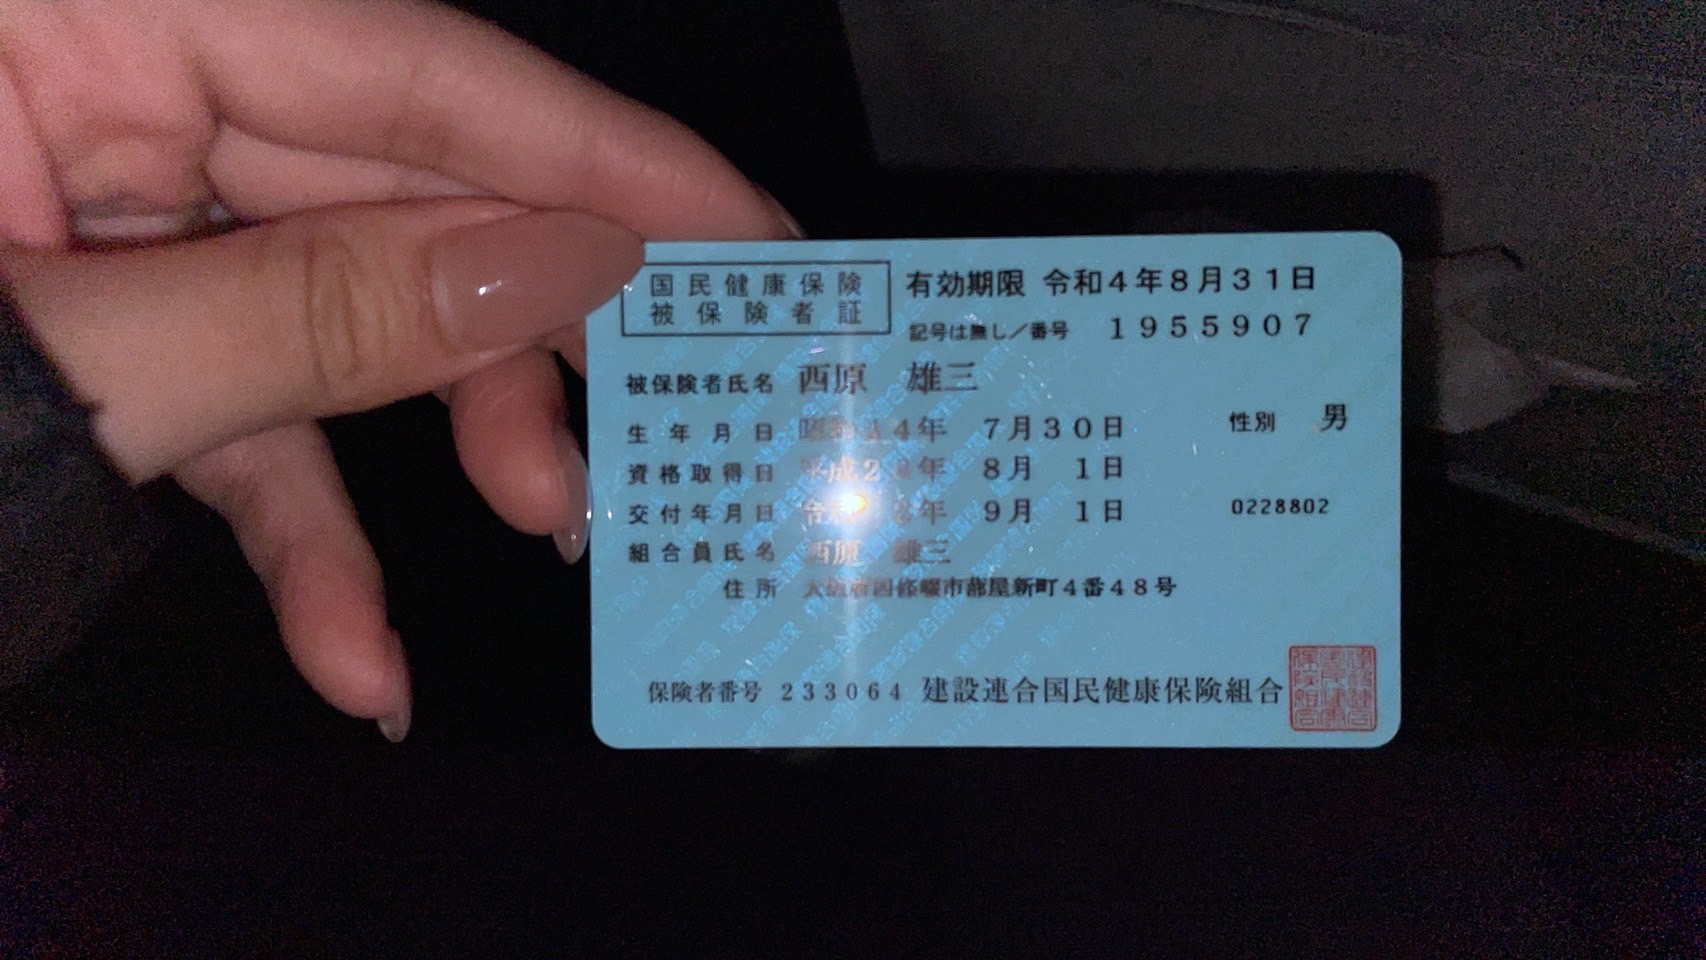 国民健康保険
被保険者証
有効期限 令和4年8月31日
記号は無し/番号 1955907
被保険者氏名 西原 雄三
生年月日 4年 7月30日
性別 男
資格取得日 平成2 年 8月 1日
交付年月日 令 年 9月 1日
0228802
組合員氏名 西原 雄三
住所 大阪府四條畷市蔀屋新町4番48号
保険者番号 233064 建設連合国民健康保険組合